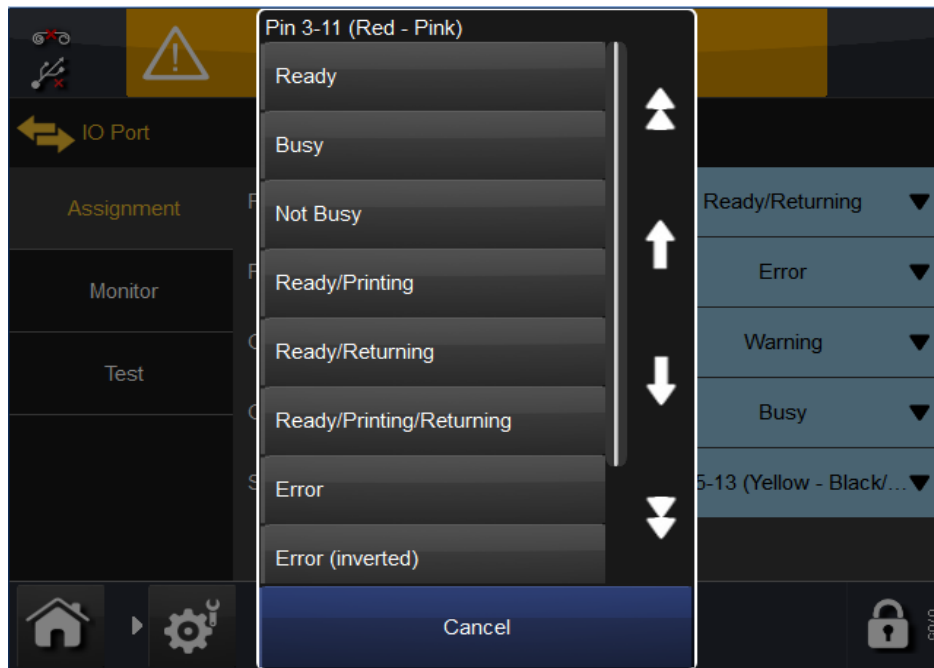 Pin 3-11 (Red - Pink)
Ready
Busy
Not Busy
Ready/Printing
Ready/Returning
Ready/Printing/Returning
Error
Error (inverted)
Cancel
IO Port
Assignment
Monitor
Test
Ready/Returning
Error
Warning
Busy
5-13 (Yellow - Black/...